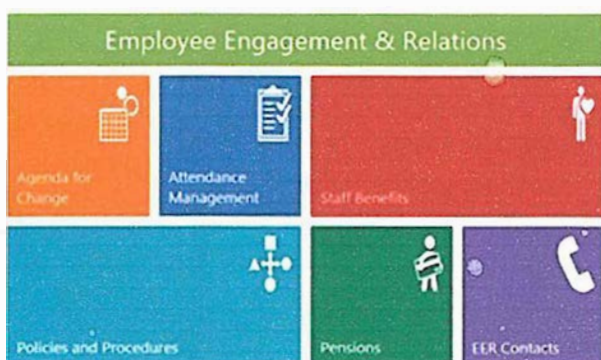 Employee Engagement & Relations
Agenda for
Change
Attendance
Management
Staff Benefits
Policies and Procedures
Pensions
EER Contacts